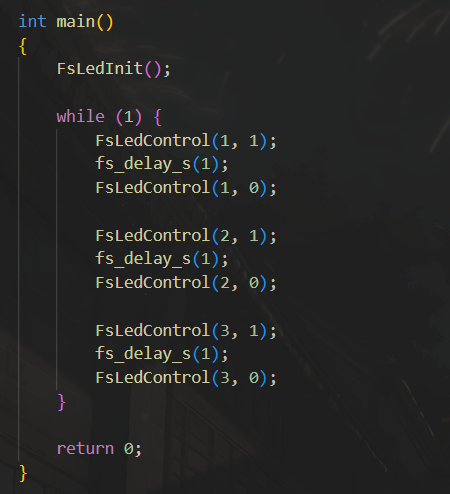 int main()
{
    FsLedInit();

    while (1) {
        FsLedControl(1, 1);
        fs_delay_s(1);
        FsLedControl(1, 0);

        FsLedControl(2, 1);
        fs_delay_s(1);
        FsLedControl(2, 0);

        FsLedControl(3, 1);
        fs_delay_s(1);
        FsLedControl(3, 0);
    }

    return 0;
}